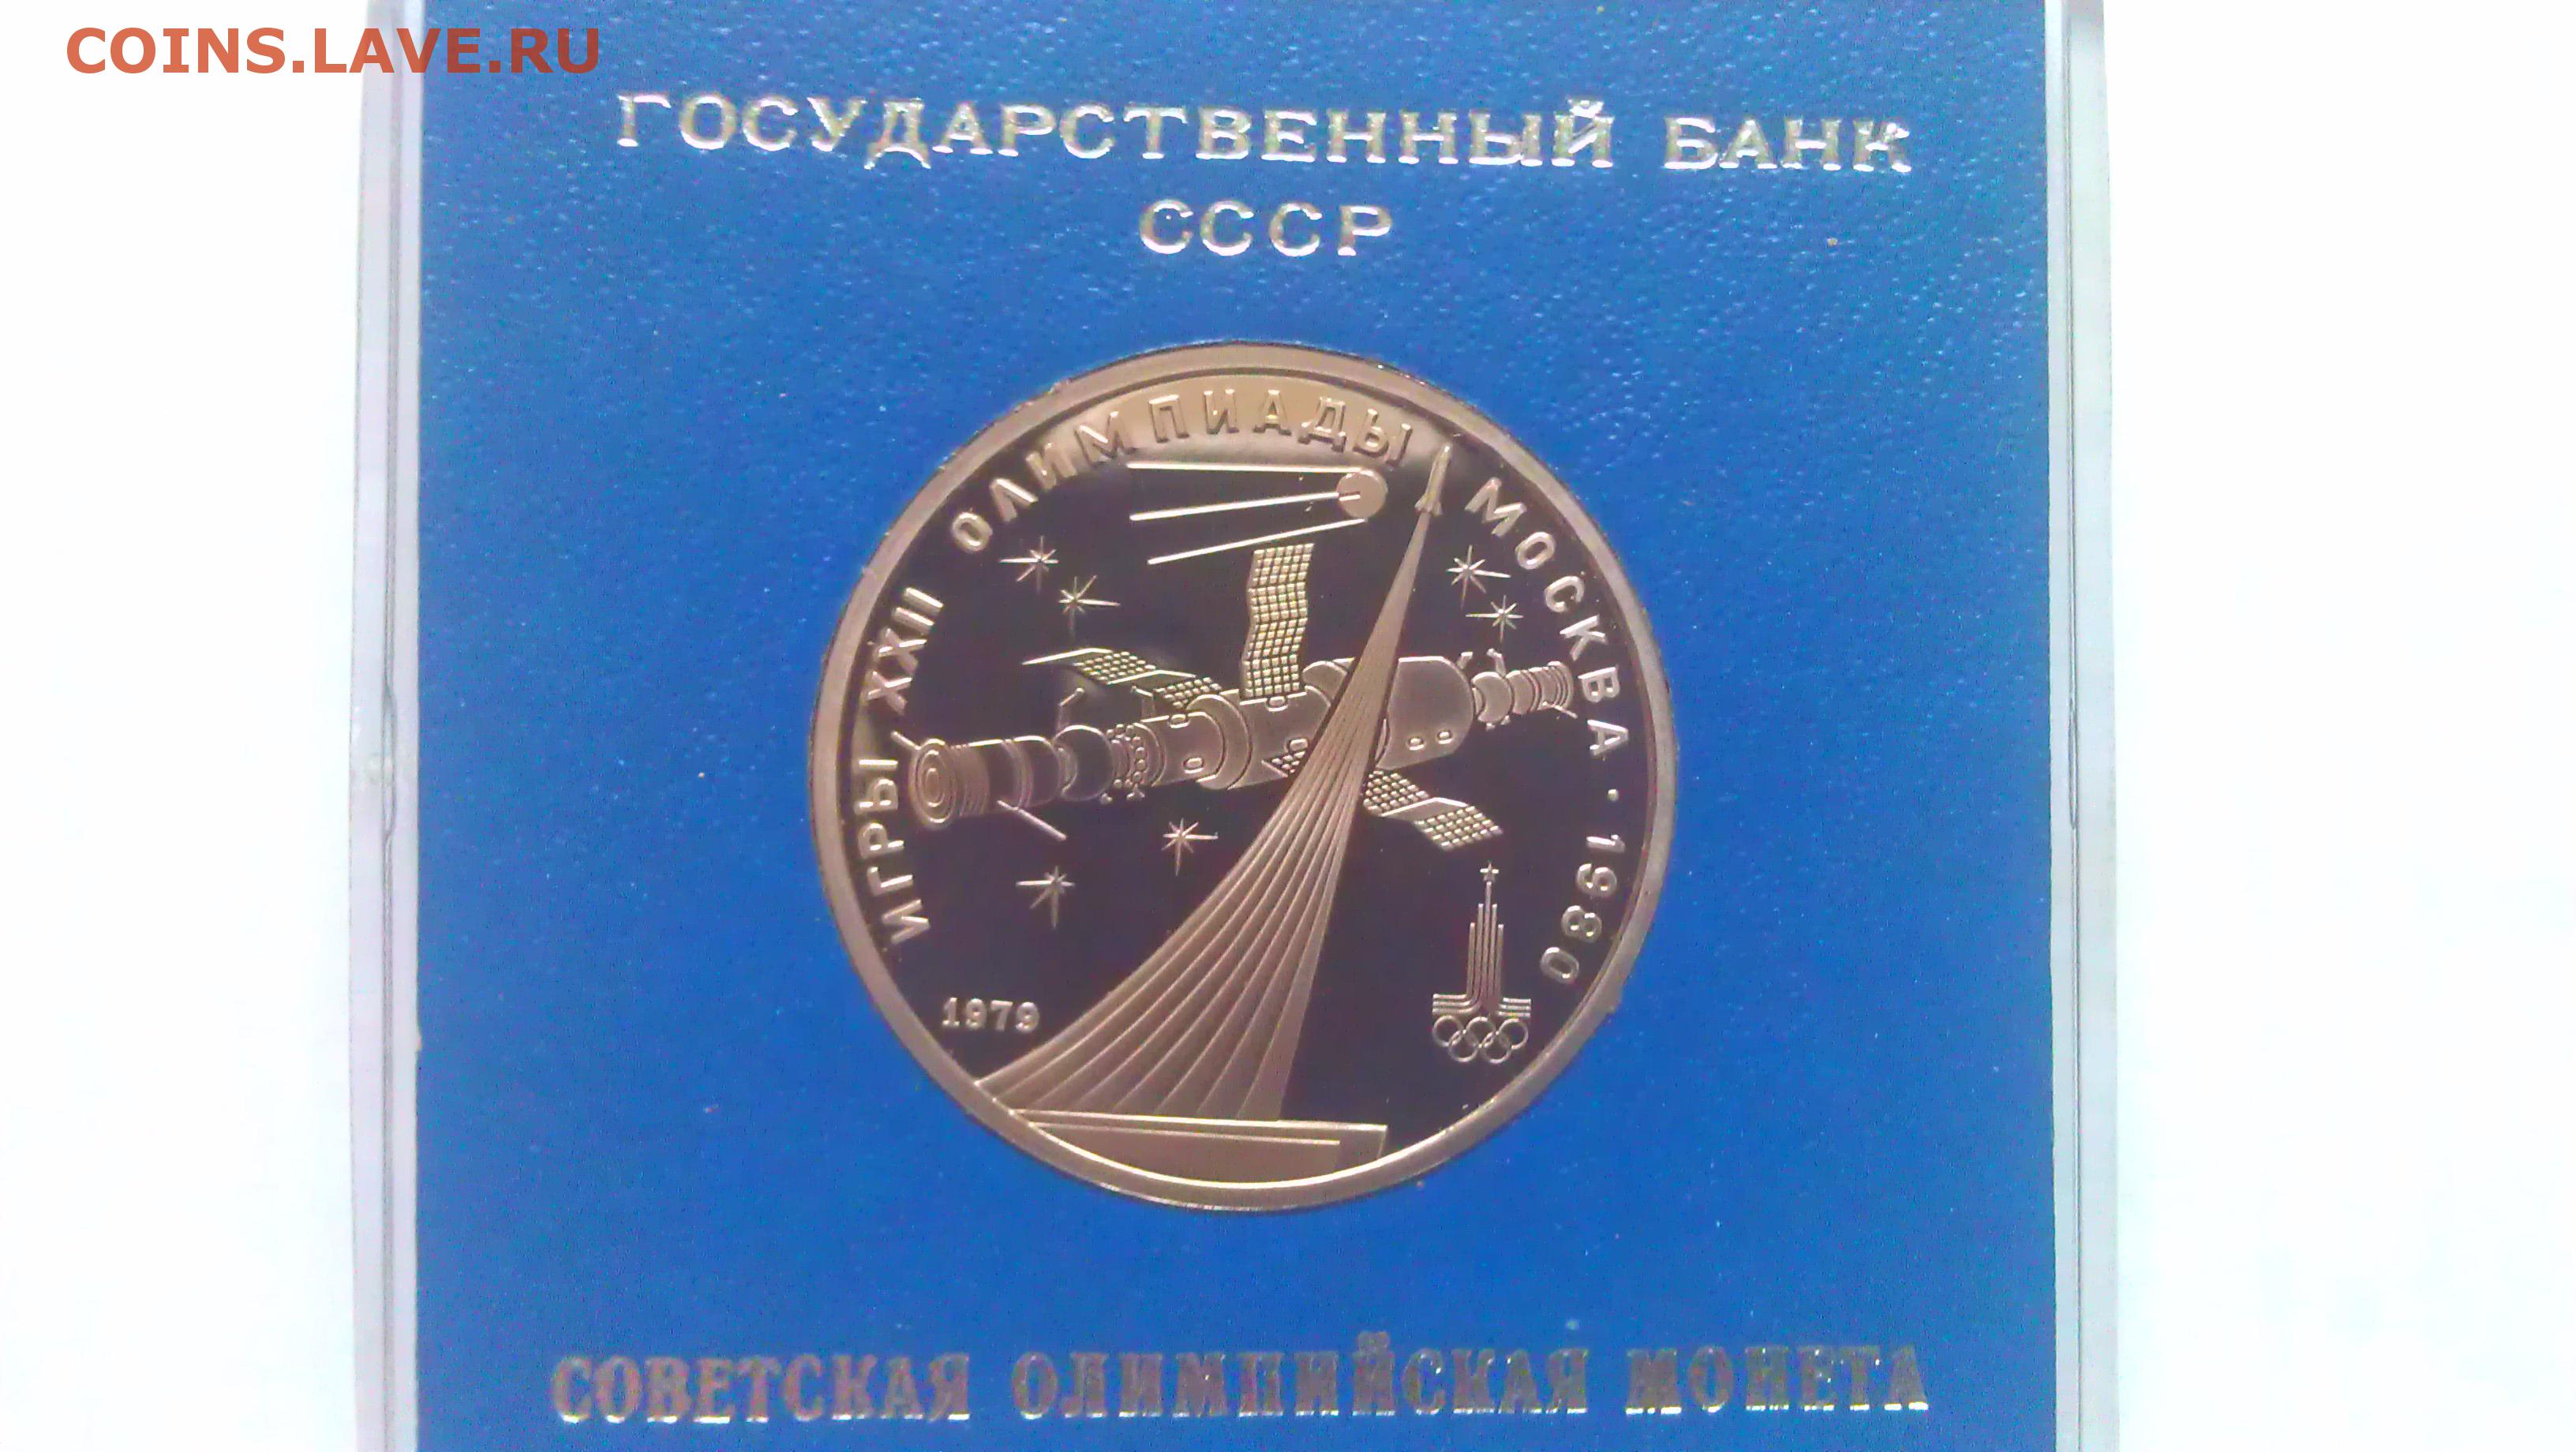 COINS.LAVE.RU
ГОСУДАРСТВЕННЫЙ БАНК
СССР
ИГРЫ XXII ОЛИМПИАДЫ МОСКВА · 1980
1979
СОВЕТСКАЯ ОЛИМПИЙСКАЯ МОНЕТА